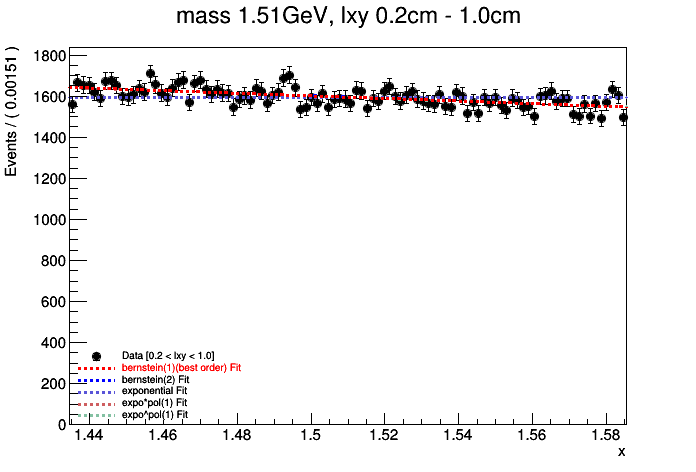 mass 1.51GeV, lxy 0.2cm - 1.0cm
Events / ( 0.00151 )
1800
1600
1400
1200
1000
800
600
400
200
0
Data [0.2 < lxy < 1.0]
bernstein(1)(best order) Fit
bernstein(2) Fit
exponential Fit
expo*pol(1) Fit
expo^pol(1) Fit
1.44 1.46 1.48 1.5 1.52 1.54 1.56 1.58
x